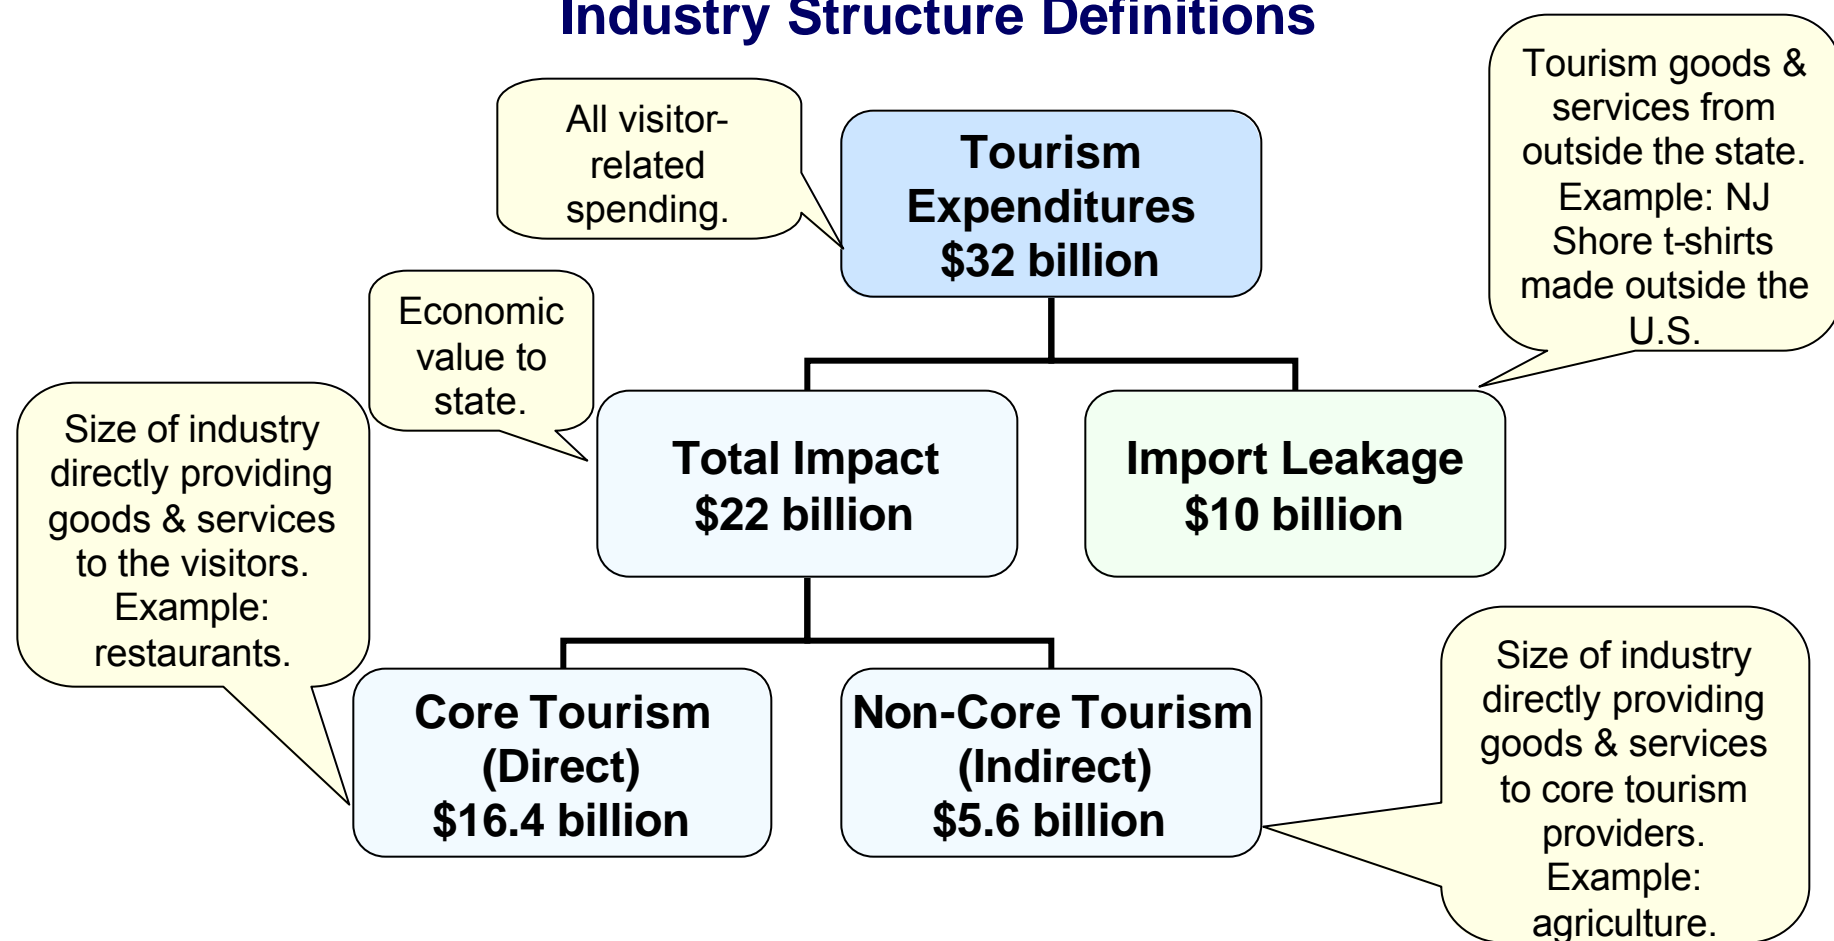 Industry Structure Definitions
All visitor-
related
spending.
Tourism
Expenditures
$32 billion
Tourism goods &
services from
outside the state.
Example: NJ
Shore t-shirts
made outside the
U.S.
Economic
value to
state.
Total Impact
$22 billion
Import Leakage
$10 billion
Size of industry
directly providing
goods & services
to the visitors.
Example:
restaurants.
Core Tourism
(Direct)
$16.4 billion
Non-Core Tourism
(Indirect)
$5.6 billion
Size of industry
directly providing
goods & services
to core tourism
providers.
Example:
agriculture.